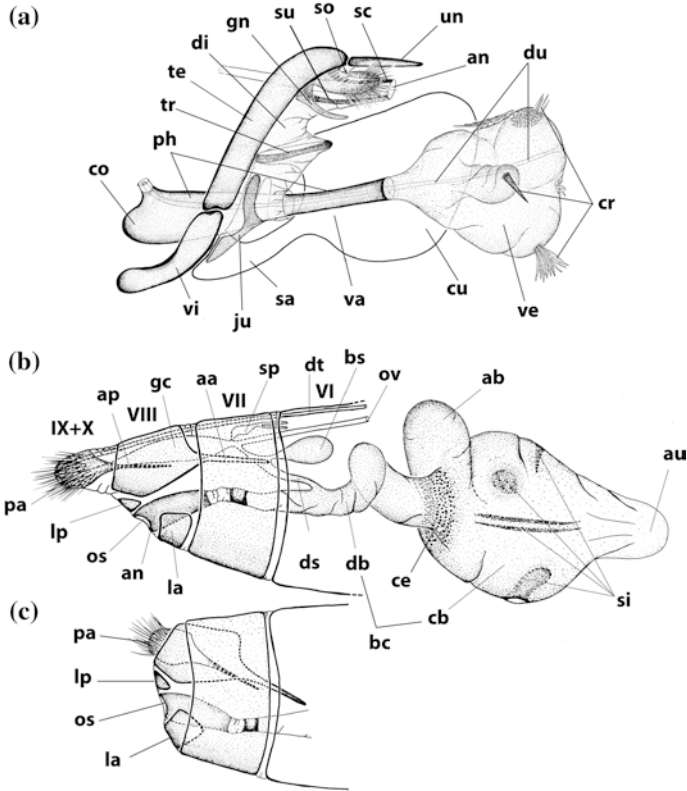 (a)
so
sc
su
gn
un
di
an
te
du
tr
ph
co
cr
vi
ju
sa
va
cu
ve
(b)
bs
sp
dt
ov
ab
aa
gc
VII
VI
ap
VIII
IX+X
au
pa
lp
os
an
la
ds
db
ce
cb
si
bc
(c)
pa
lp
os
la